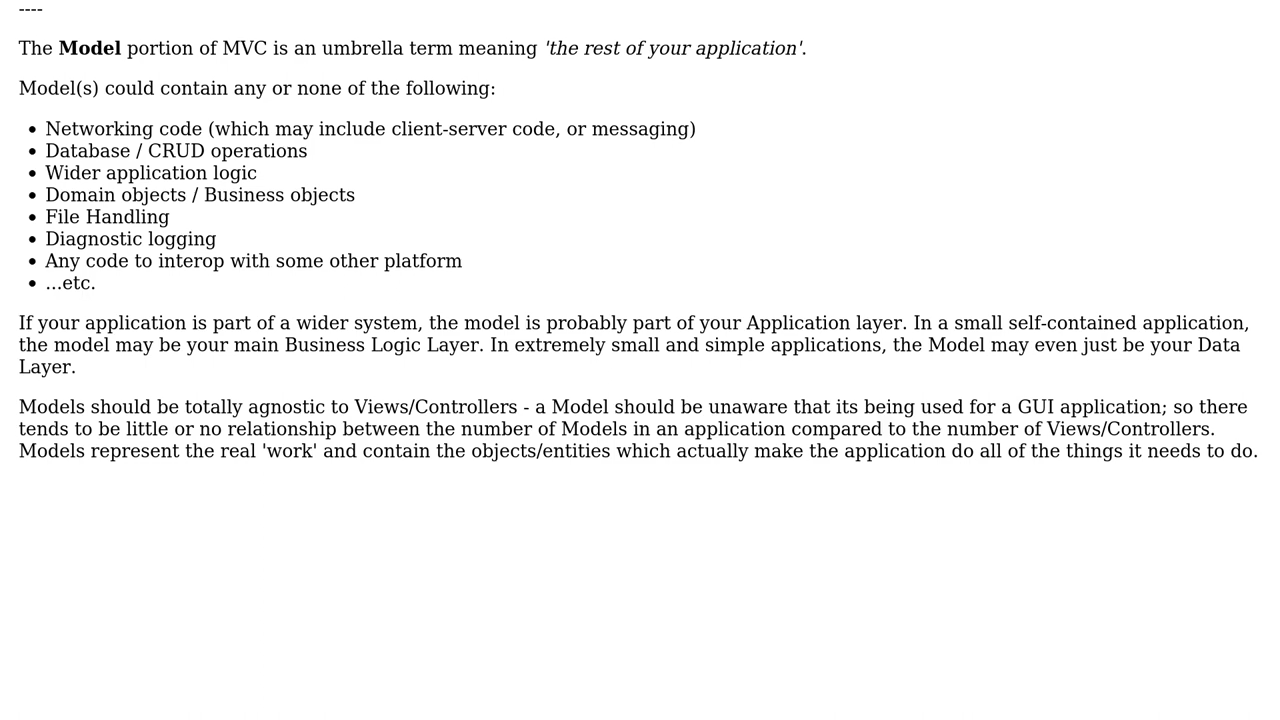 ----
The Model portion of MVC is an umbrella term meaning 'the rest of your application'.
Model(s) could contain any or none of the following:
• Networking code (which may include client-server code, or messaging)
• Database / CRUD operations
• Wider application logic
• Domain objects / Business objects
• File Handling
• Diagnostic logging
• Any code to interop with some other platform
• ...etc.
If your application is part of a wider system, the model is probably part of your Application layer. In a small self-contained application,
the model may be your main Business Logic Layer. In extremely small and simple applications, the Model may even just be your Data
Layer.
Models should be totally agnostic to Views/Controllers - a Model should be unaware that its being used for a GUI application; so there
tends to be little or no relationship between the number of Models in an application compared to the number of Views/Controllers.
Models represent the real 'work' and contain the objects/entities which actually make the application do all of the things it needs to do.